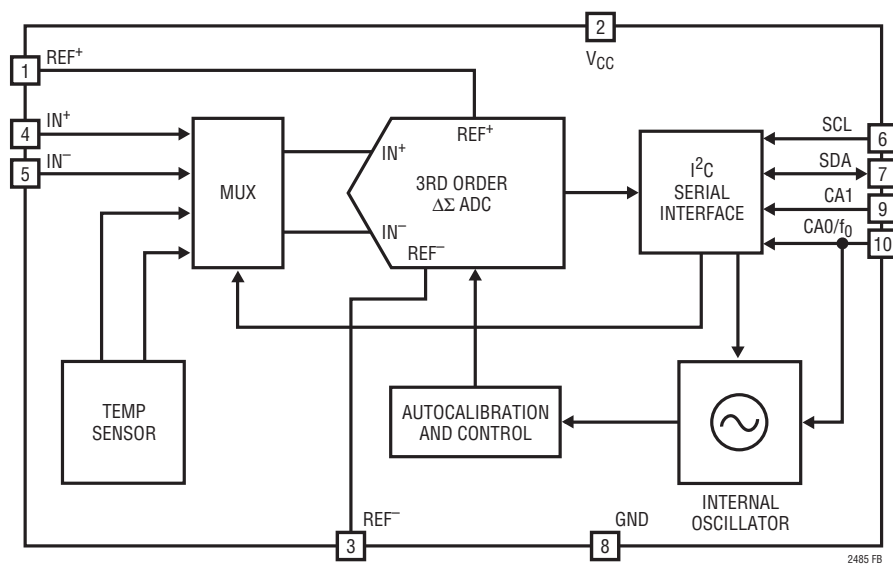 2
V_CC
1
REF⁺
4
IN⁺
5
IN⁻
MUX
REF⁺
IN⁺
3RD ORDER
ΔΣ ADC
IN⁻
REF⁻
I²C
SERIAL
INTERFACE
SCL
6
SDA
7
CA1
9
CA0/f₀
10
TEMP
SENSOR
AUTOCALIBRATION
AND CONTROL
INTERNAL
OSCILLATOR
REF⁻
3
GND
8
2485 FB